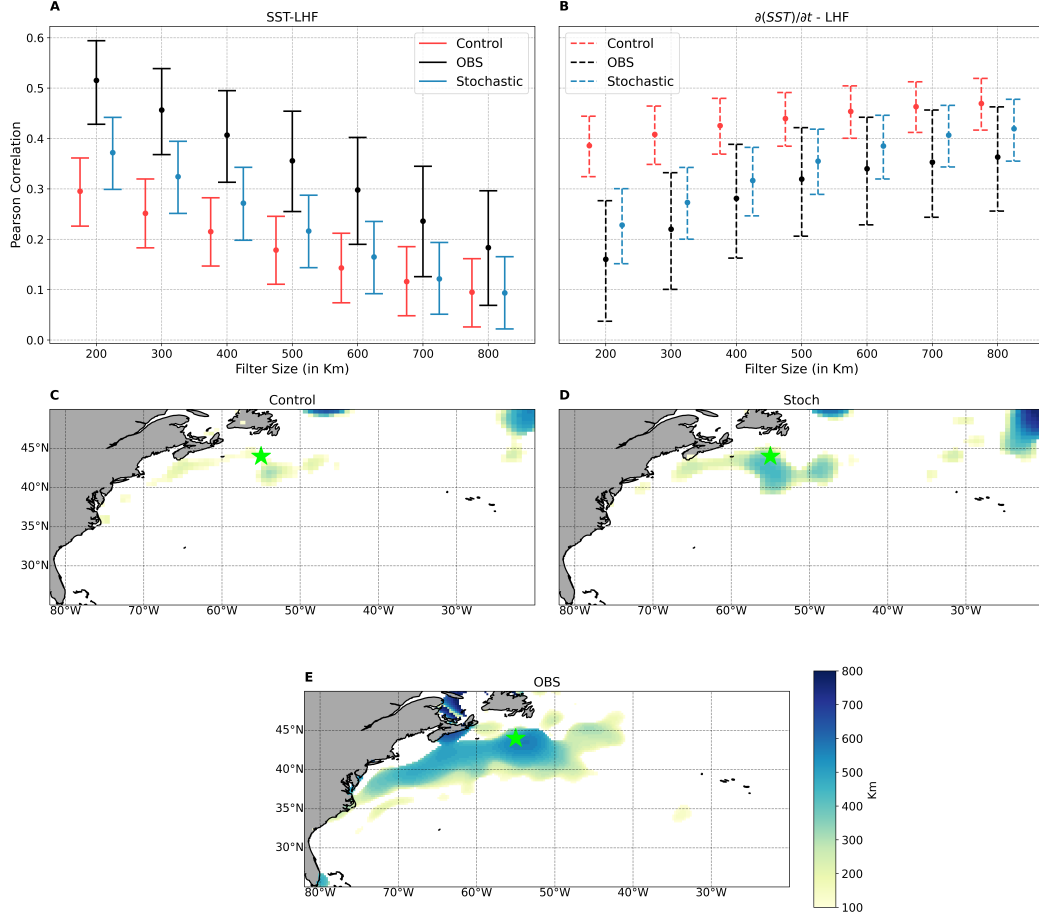 A
SST-LHF
Control
OBS
Stochastic
Pearson Correlation
0.6
0.5
0.4
0.3
0.2
0.1
0.0
200 300 400 500 600 700 800
Filter Size (in Km)
B
∂(SST)/∂t - LHF
Control
OBS
Stochastic
200 300 400 500 600 700 800
Filter Size (in Km)
C
Control
45°N
40°N
35°N
30°N
80°W 70°W 60°W 50°W 40°W 30°W
D
Stoch
45°N
40°N
35°N
30°N
80°W 70°W 60°W 50°W 40°W 30°W
E
OBS
45°N
40°N
35°N
30°N
80°W 70°W 60°W 50°W 40°W 30°W
800
700
600
500
400
300
200
100
Km